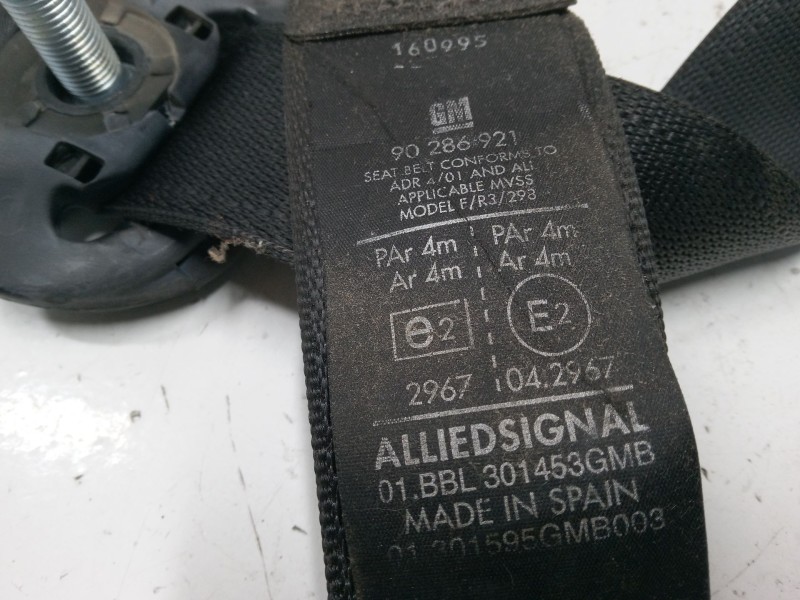 160995
GM
90 286 921
SEAT BELT CONFORMS TO
ADR 4/01 AND ALL
APPLICABLE MVSS
MODEL F/R3/298
PAr 4m PAr 4m
Ar 4m Ar 4m
e2 E2
2967 04.2967
ALLIEDSIGNAL
01.BBL 301453GMB
MADE IN SPAIN
01.301595GMB003